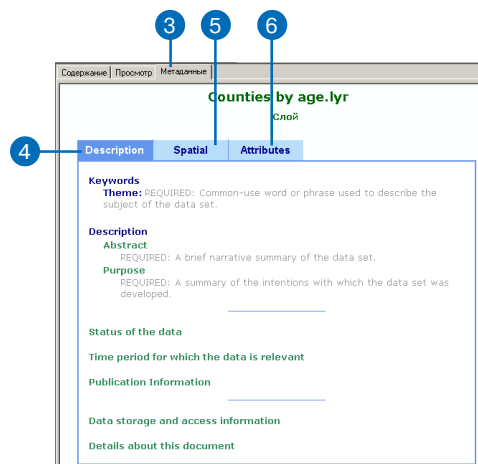 3 5 6
Содержание Просмотр Метаданные
Counties by age.lyr
Слой
4
Description Spatial Attributes
Keywords
Theme: REQUIRED: Common-use word or phrase used to describe the
subject of the data set.
Description
Abstract
REQUIRED: A brief narrative summary of the data set.
Purpose
REQUIRED: A summary of the intentions with which the data set was
developed.
Status of the data
Time period for which the data is relevant
Publication Information
Data storage and access information
Details about this document